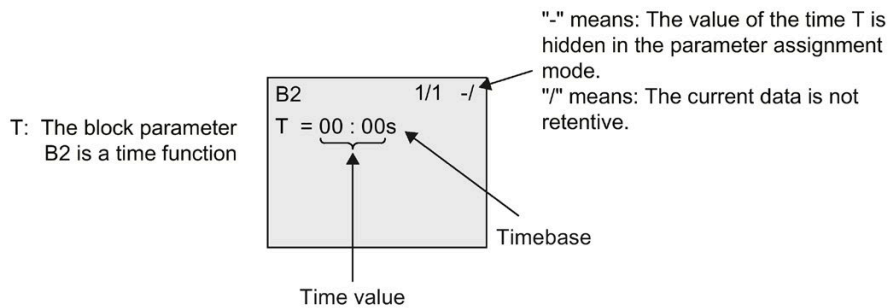 "-" means: The value of the time T is
hidden in the parameter assignment
mode.
"/" means: The current data is not
retentive.
B2 1/1 -/
T = 00 : 00s
T: The block parameter
B2 is a time function
Timebase
Time value